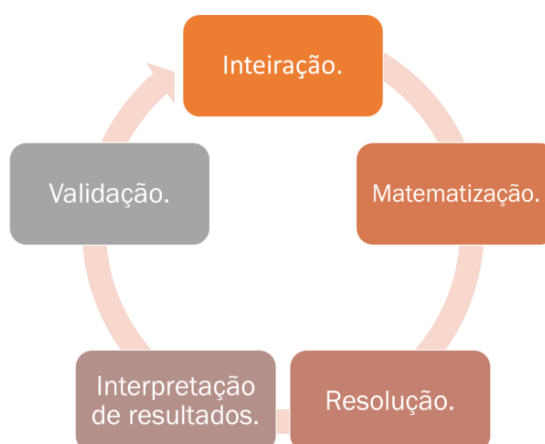 Inteiração.
Matematização.
Resolução.
Interpretação
de resultados.
Validação.